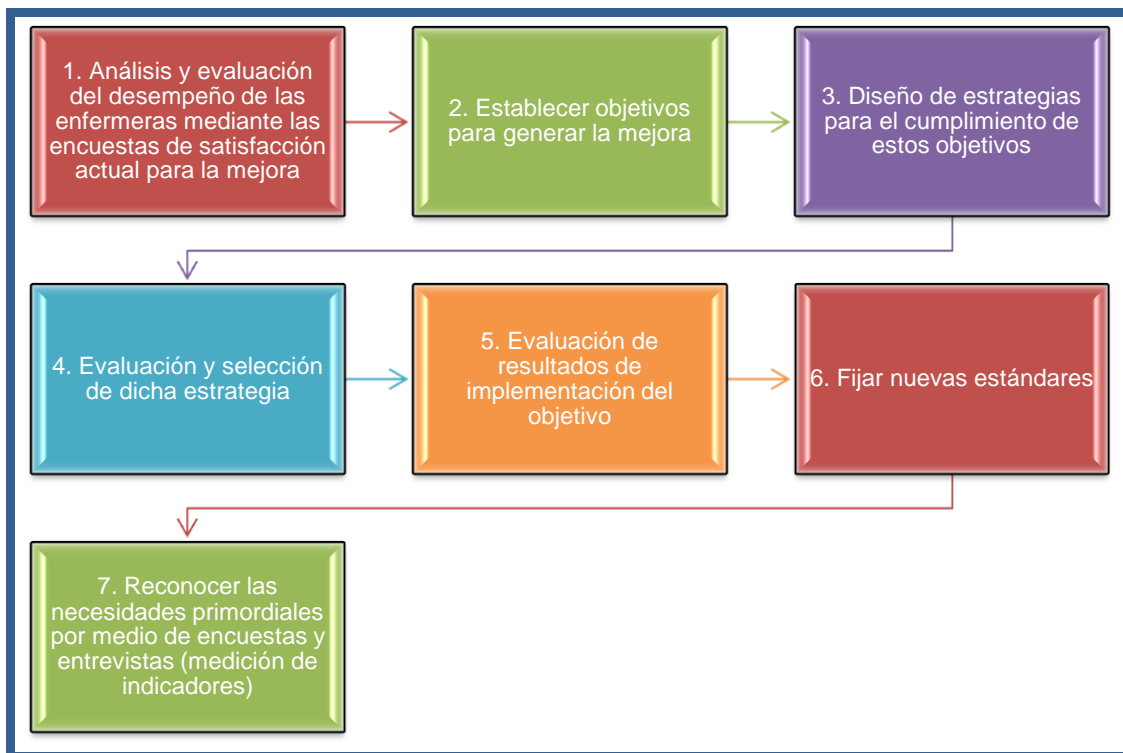 1. Análisis y evaluación
del desempeño de las
enfermeras mediante las
encuestas de satisfacción
actual para la mejora
2. Establecer objetivos
para generar la mejora
3. Diseño de estrategias
para el cumplimiento de
estos objetivos
4. Evaluación y selección
de dicha estrategia
5. Evaluación de
resultados de
implementación del
objetivo
6. Fijar nuevas estándares
7. Reconocer las
necesidades primordiales
por medio de encuestas y
entrevistas (medición de
indicadores)